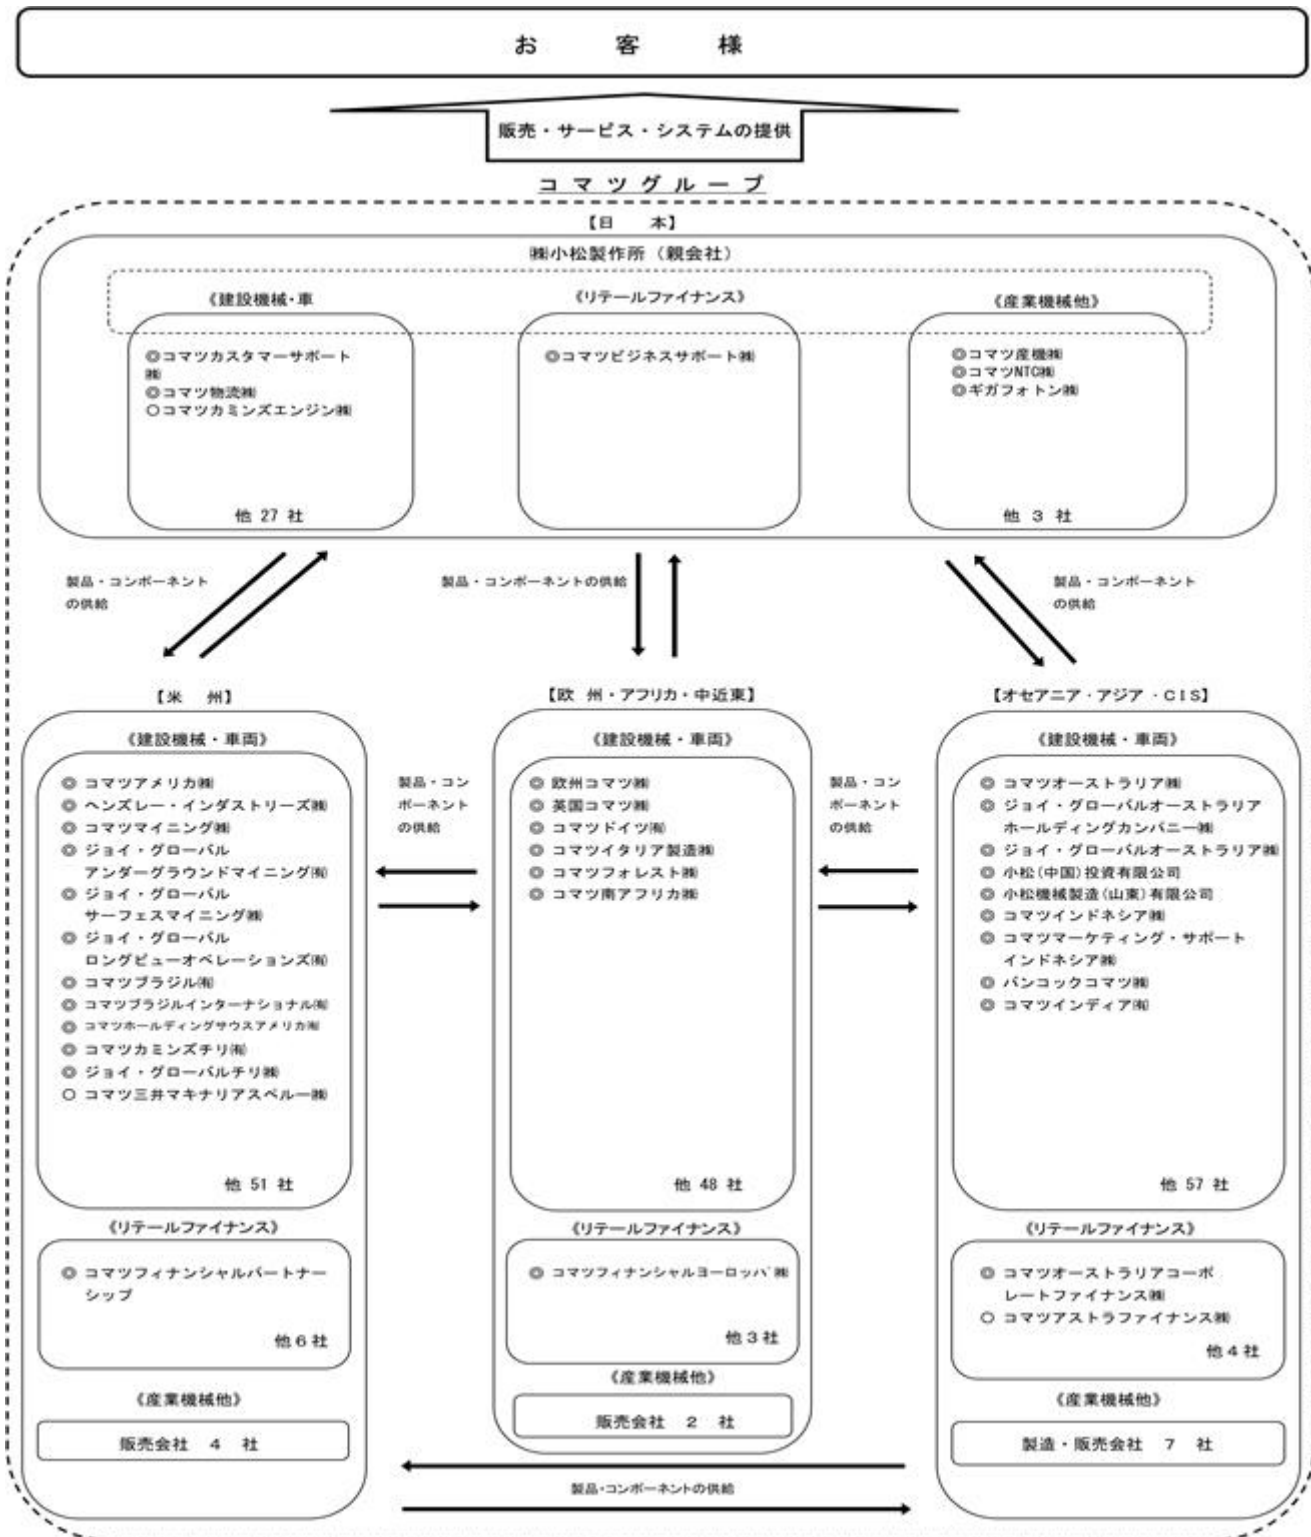 お客様
販売・サービス・システムの提供
コマツグループ
【日 本】
㈱小松製作所（親会社）
《建設機械・車
◎コマツカスタマーサポート
㈱
◎コマツ物流㈱
○コマツカミンズエンジン㈱
他 27 社
《リテールファイナンス》
◎コマツビジネスサポート㈱
《産業機械他》
◎コマツ産機㈱
◎コマツNTC㈱
◎ギガフォトン㈱
他 3 社
製品・コンポーネント
の供給
製品・コンポーネントの供給
製品・コンポーネント
の供給
【米 州】
《建設機械・車両》
◎ コマツアメリカ㈱
◎ ヘンズレー・インダストリーズ㈱
◎ コマツマイニング㈱
◎ ジョイ・グローバル
アンダーグラウンドマイニング㈲
◎ ジョイ・グローバル
サーフェスマイニング㈱
◎ ジョイ・グローバル
ロングビューオペレーションズ㈲
◎ コマツブラジル㈲
◎ コマツブラジルインターナショナル㈲
◎ コマツホールディングサウスアメリカ㈲
◎ コマツカミンズチリ㈲
◎ ジョイ・グローバルチリ㈱
○ コマツ三井マキナリアスペルー㈱
他 51 社
《リテールファイナンス》
◎ コマツフィナンシャルパートナー
シップ
他 6 社
《産業機械他》
販売会社 4 社
製品・コン
ポーネント
の供給
【欧 州・アフリカ・中近東】
《建設機械・車両》
◎ 欧州コマツ㈱
◎ 英国コマツ㈱
◎ コマツドイツ㈲
◎ コマツイタリア製造㈱
◎ コマツフォレスト㈱
◎ コマツ南アフリカ㈱
他 48 社
《リテールファイナンス》
◎ コマツフィナンシャルヨーロッパ㈱
他 3 社
《産業機械他》
販売会社 2 社
製品・コン
ポーネント
の供給
【オセアニア・アジア・CIS】
《建設機械・車両》
◎ コマツオーストラリア㈱
◎ ジョイ・グローバルオーストラリア
ホールディングカンパニー㈱
◎ ジョイ・グローバルオーストラリア㈱
◎ 小松(中国)投資有限公司
◎ 小松機械製造(山東)有限公司
◎ コマツインドネシア㈱
◎ コマツマーケティング・サポート
インドネシア㈱
◎ バンコックコマツ㈱
◎ コマツインディア㈲
他 57 社
《リテールファイナンス》
◎ コマツオーストラリアコーポ
レートファイナンス㈱
○ コマツアストラファイナンス㈱
他 4 社
《産業機械他》
製造・販売会社 7 社
製品・コンポーネントの供給